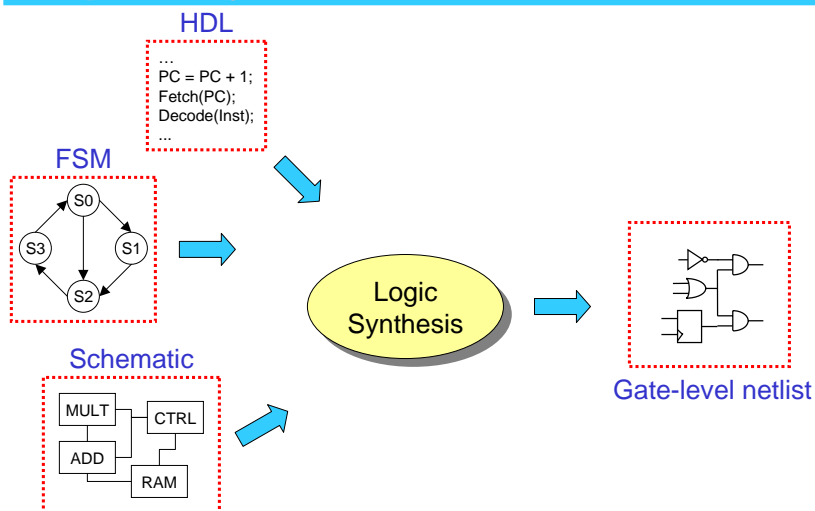 HDL
...
PC = PC + 1;
Fetch(PC);
Decode(Inst);
...
FSM
S0
S3
S1
S2
Logic
Synthesis
Gate-level netlist
Schematic
MULT
CTRL
ADD
RAM